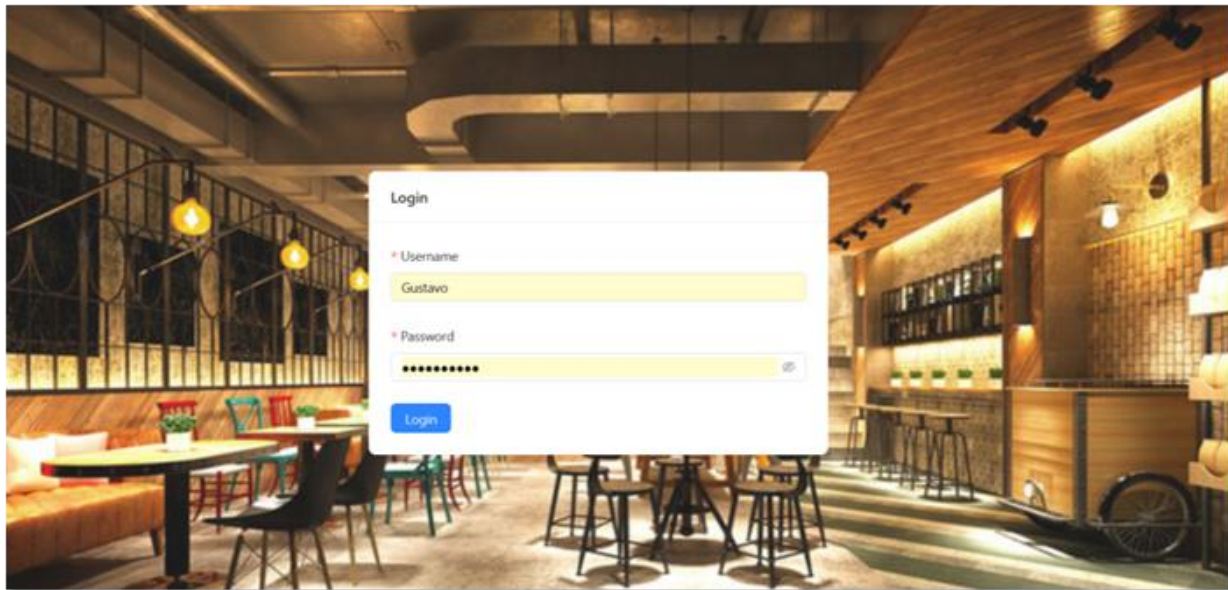 Login
* Username
Gustavo
* Password
••••••••••
Login